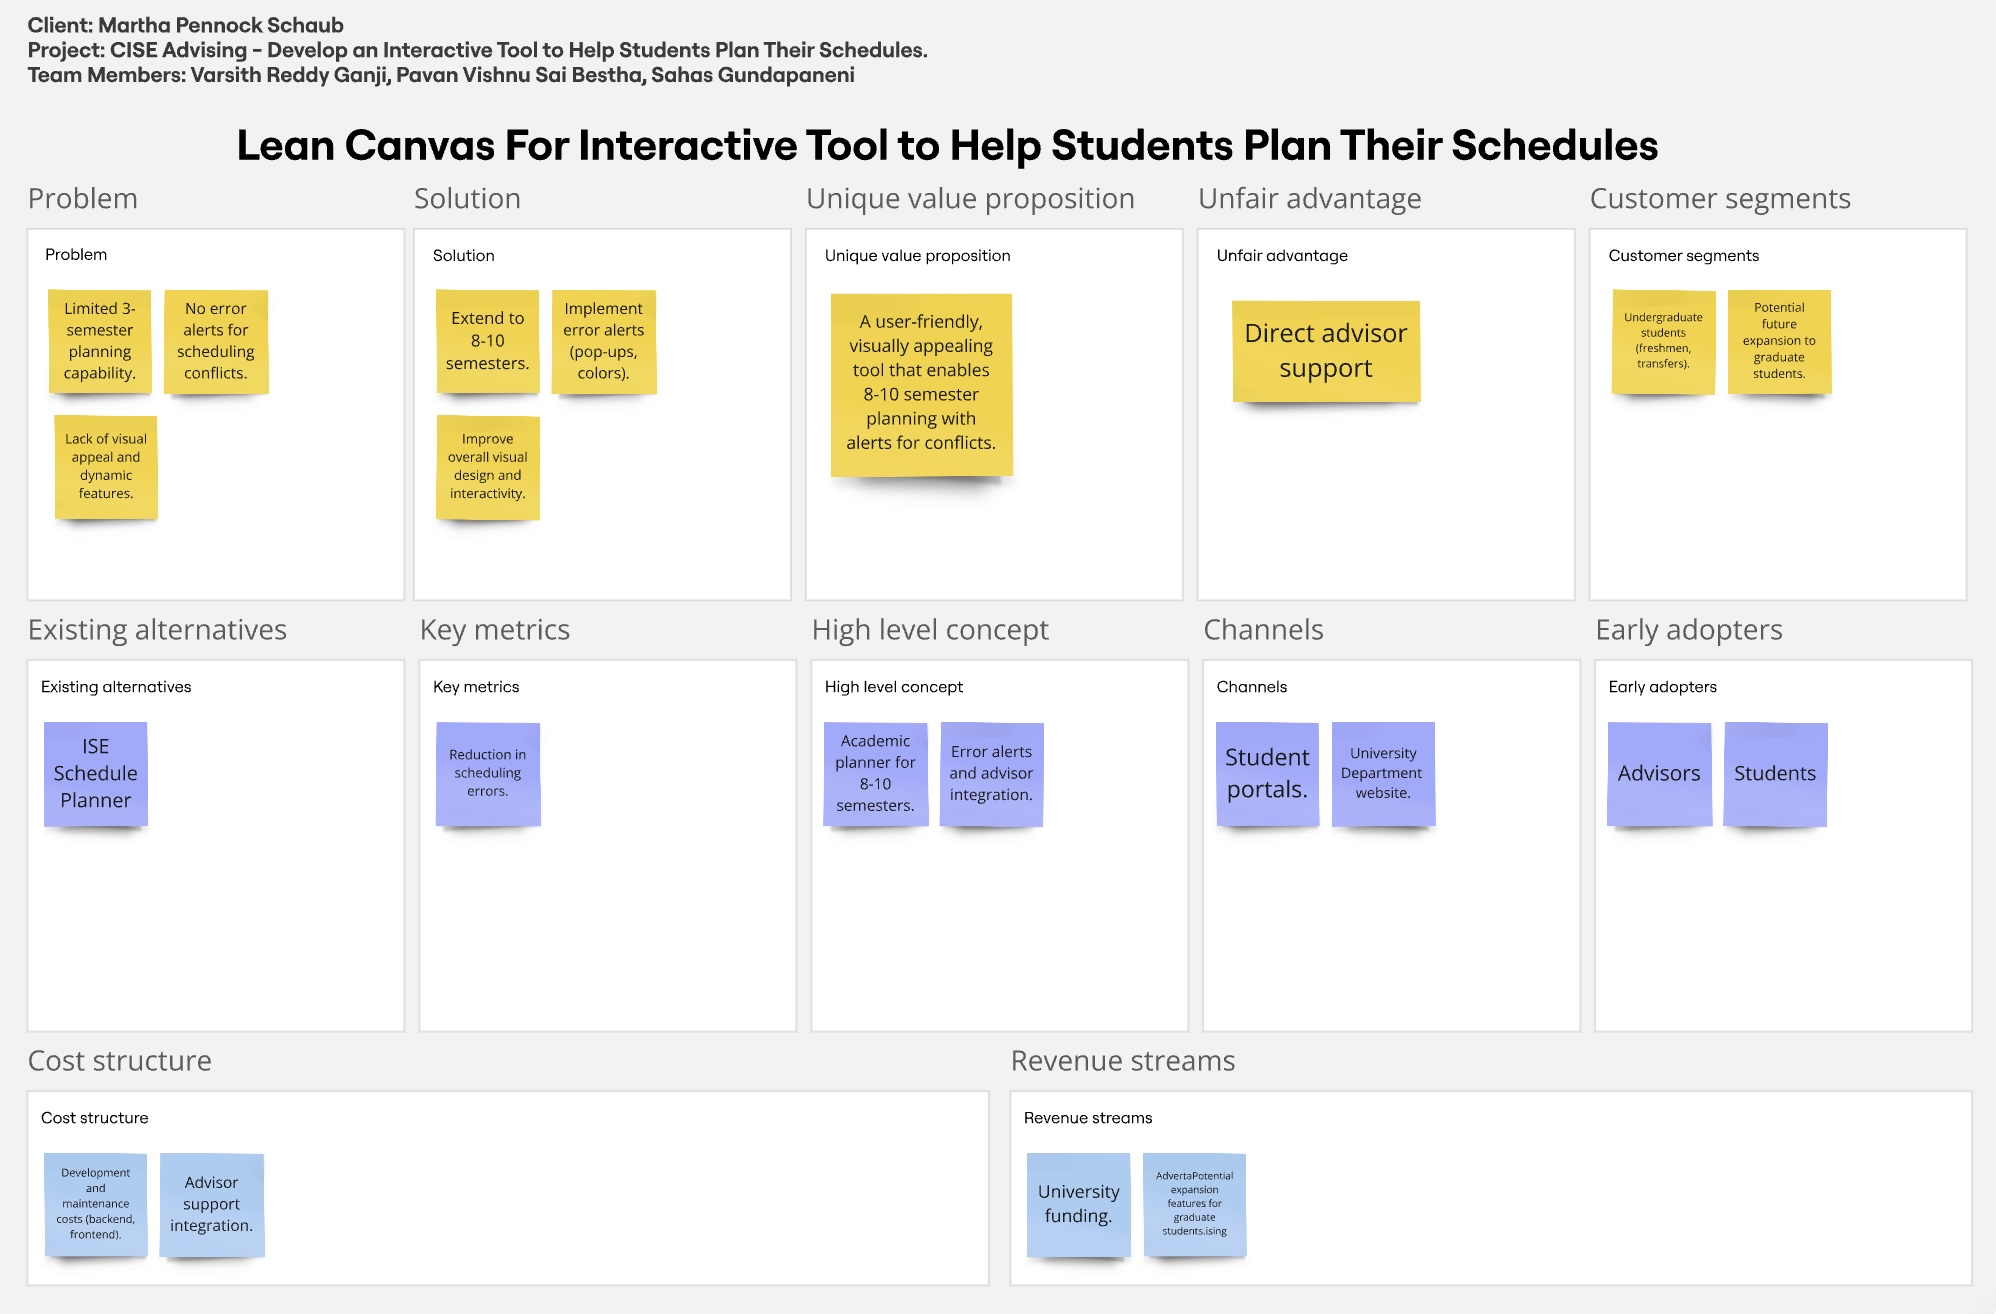 Client: Martha Pennock Schaub
Project: CISE Advising - Develop an Interactive Tool to Help Students Plan Their Schedules.
Team Members: Varsith Reddy Ganji, Pavan Vishnu Sai Bestha, Sahas Gundapaneni
Lean Canvas For Interactive Tool to Help Students Plan Their Schedules
Problem
Problem
Limited 3-
semester
planning
capability.
No error
alerts for
scheduling
conflicts.
Lack of visual
appeal and
dynamic
features.
Solution
Solution
Extend to
8-10
semesters.
Implement
error alerts
(pop-ups,
colors).
Improve
overall visual
design and
interactivity.
Unique value proposition
Unique value proposition
A user-friendly,
visually appealing
tool that enables
8-10 semester
planning with
alerts for conflicts.
Unfair advantage
Unfair advantage
Direct advisor
support
Customer segments
Customer segments
Undergraduate
students
(freshmen,
transfers).
Potential
future
expansion to
graduate
students.
Existing alternatives
Existing alternatives
ISE
Schedule
Planner
Key metrics
Key metrics
Reduction in
scheduling
errors.
High level concept
High level concept
Academic
planner for
8-10
semesters.
Error alerts
and advisor
integration.
Channels
Channels
Student
portals.
University
Department
website.
Early adopters
Early adopters
Advisors
Students
Cost structure
Cost structure
Development
and
maintenance
costs (backend,
frontend).
Advisor
support
integration.
Revenue streams
Revenue streams
University
funding.
AdvertaPotential
expansion
features for
graduate
students.ising